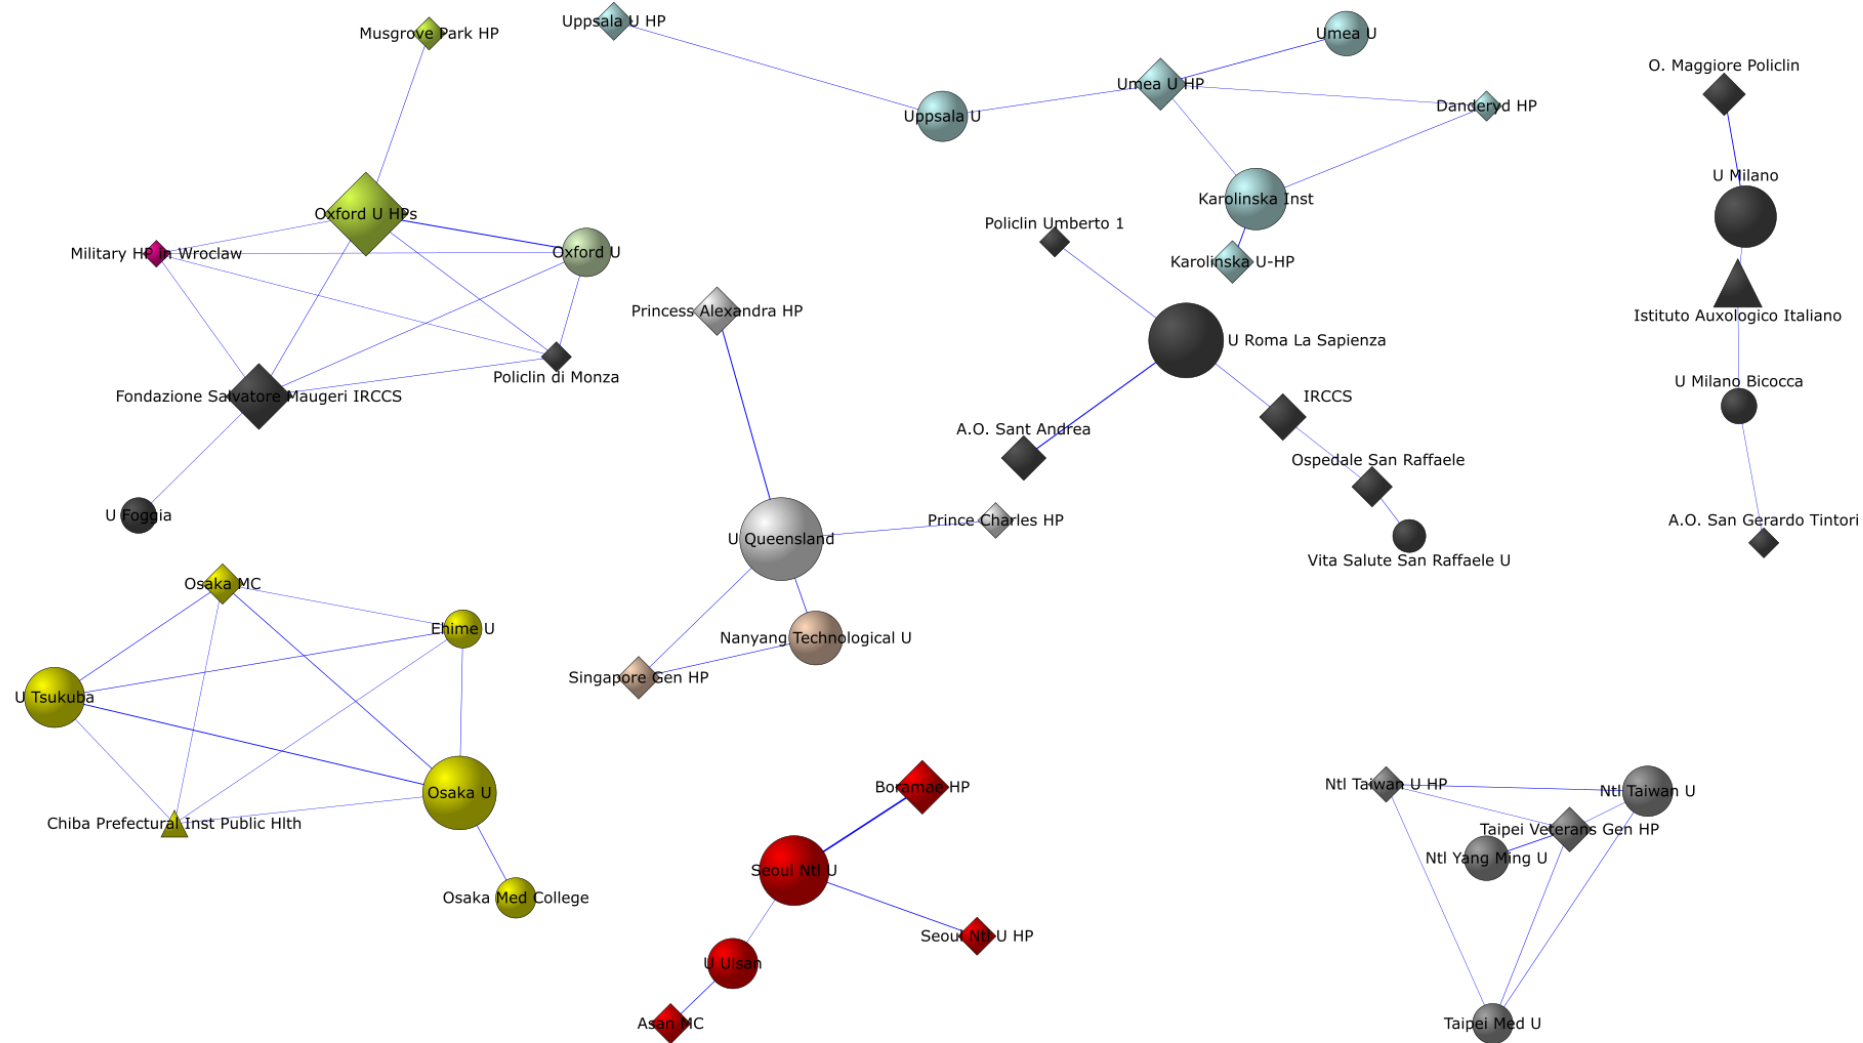 Musgrove Park HP
Uppsala U HP
Umea U
O. Maggiore Policlin
Umea U HP
Danderyd HP
Uppsala U
U Milano
Karolinska Inst
Oxford U HPs
Policlin Umberto 1
Military HP in Wroclaw
Oxford U
Karolinska U-HP
Princess Alexandra HP
Istituto Auxologico Italiano
U Roma La Sapienza
Policlin di Monza
U Milano Bicocca
Fondazione Salvatore Maugeri IRCCS
IRCCS
A.O. Sant Andrea
Ospedale San Raffaele
U Foggia
Prince Charles HP
A.O. San Gerardo Tintori
U Queensland
Vita Salute San Raffaele U
Osaka MC
Ehime U
Nanyang Technological U
Singapore Gen HP
U Tsukuba
Ntl Taiwan U HP
Boramae HP
Ntl Taiwan U
Osaka U
Chiba Prefectural Inst Public Hlth
Taipei Veterans Gen HP
Ntl Yang Ming U
Seoul Ntl U
Osaka Med College
Seoul Ntl U HP
U Ulsan
Asan MC
Taipei Med U